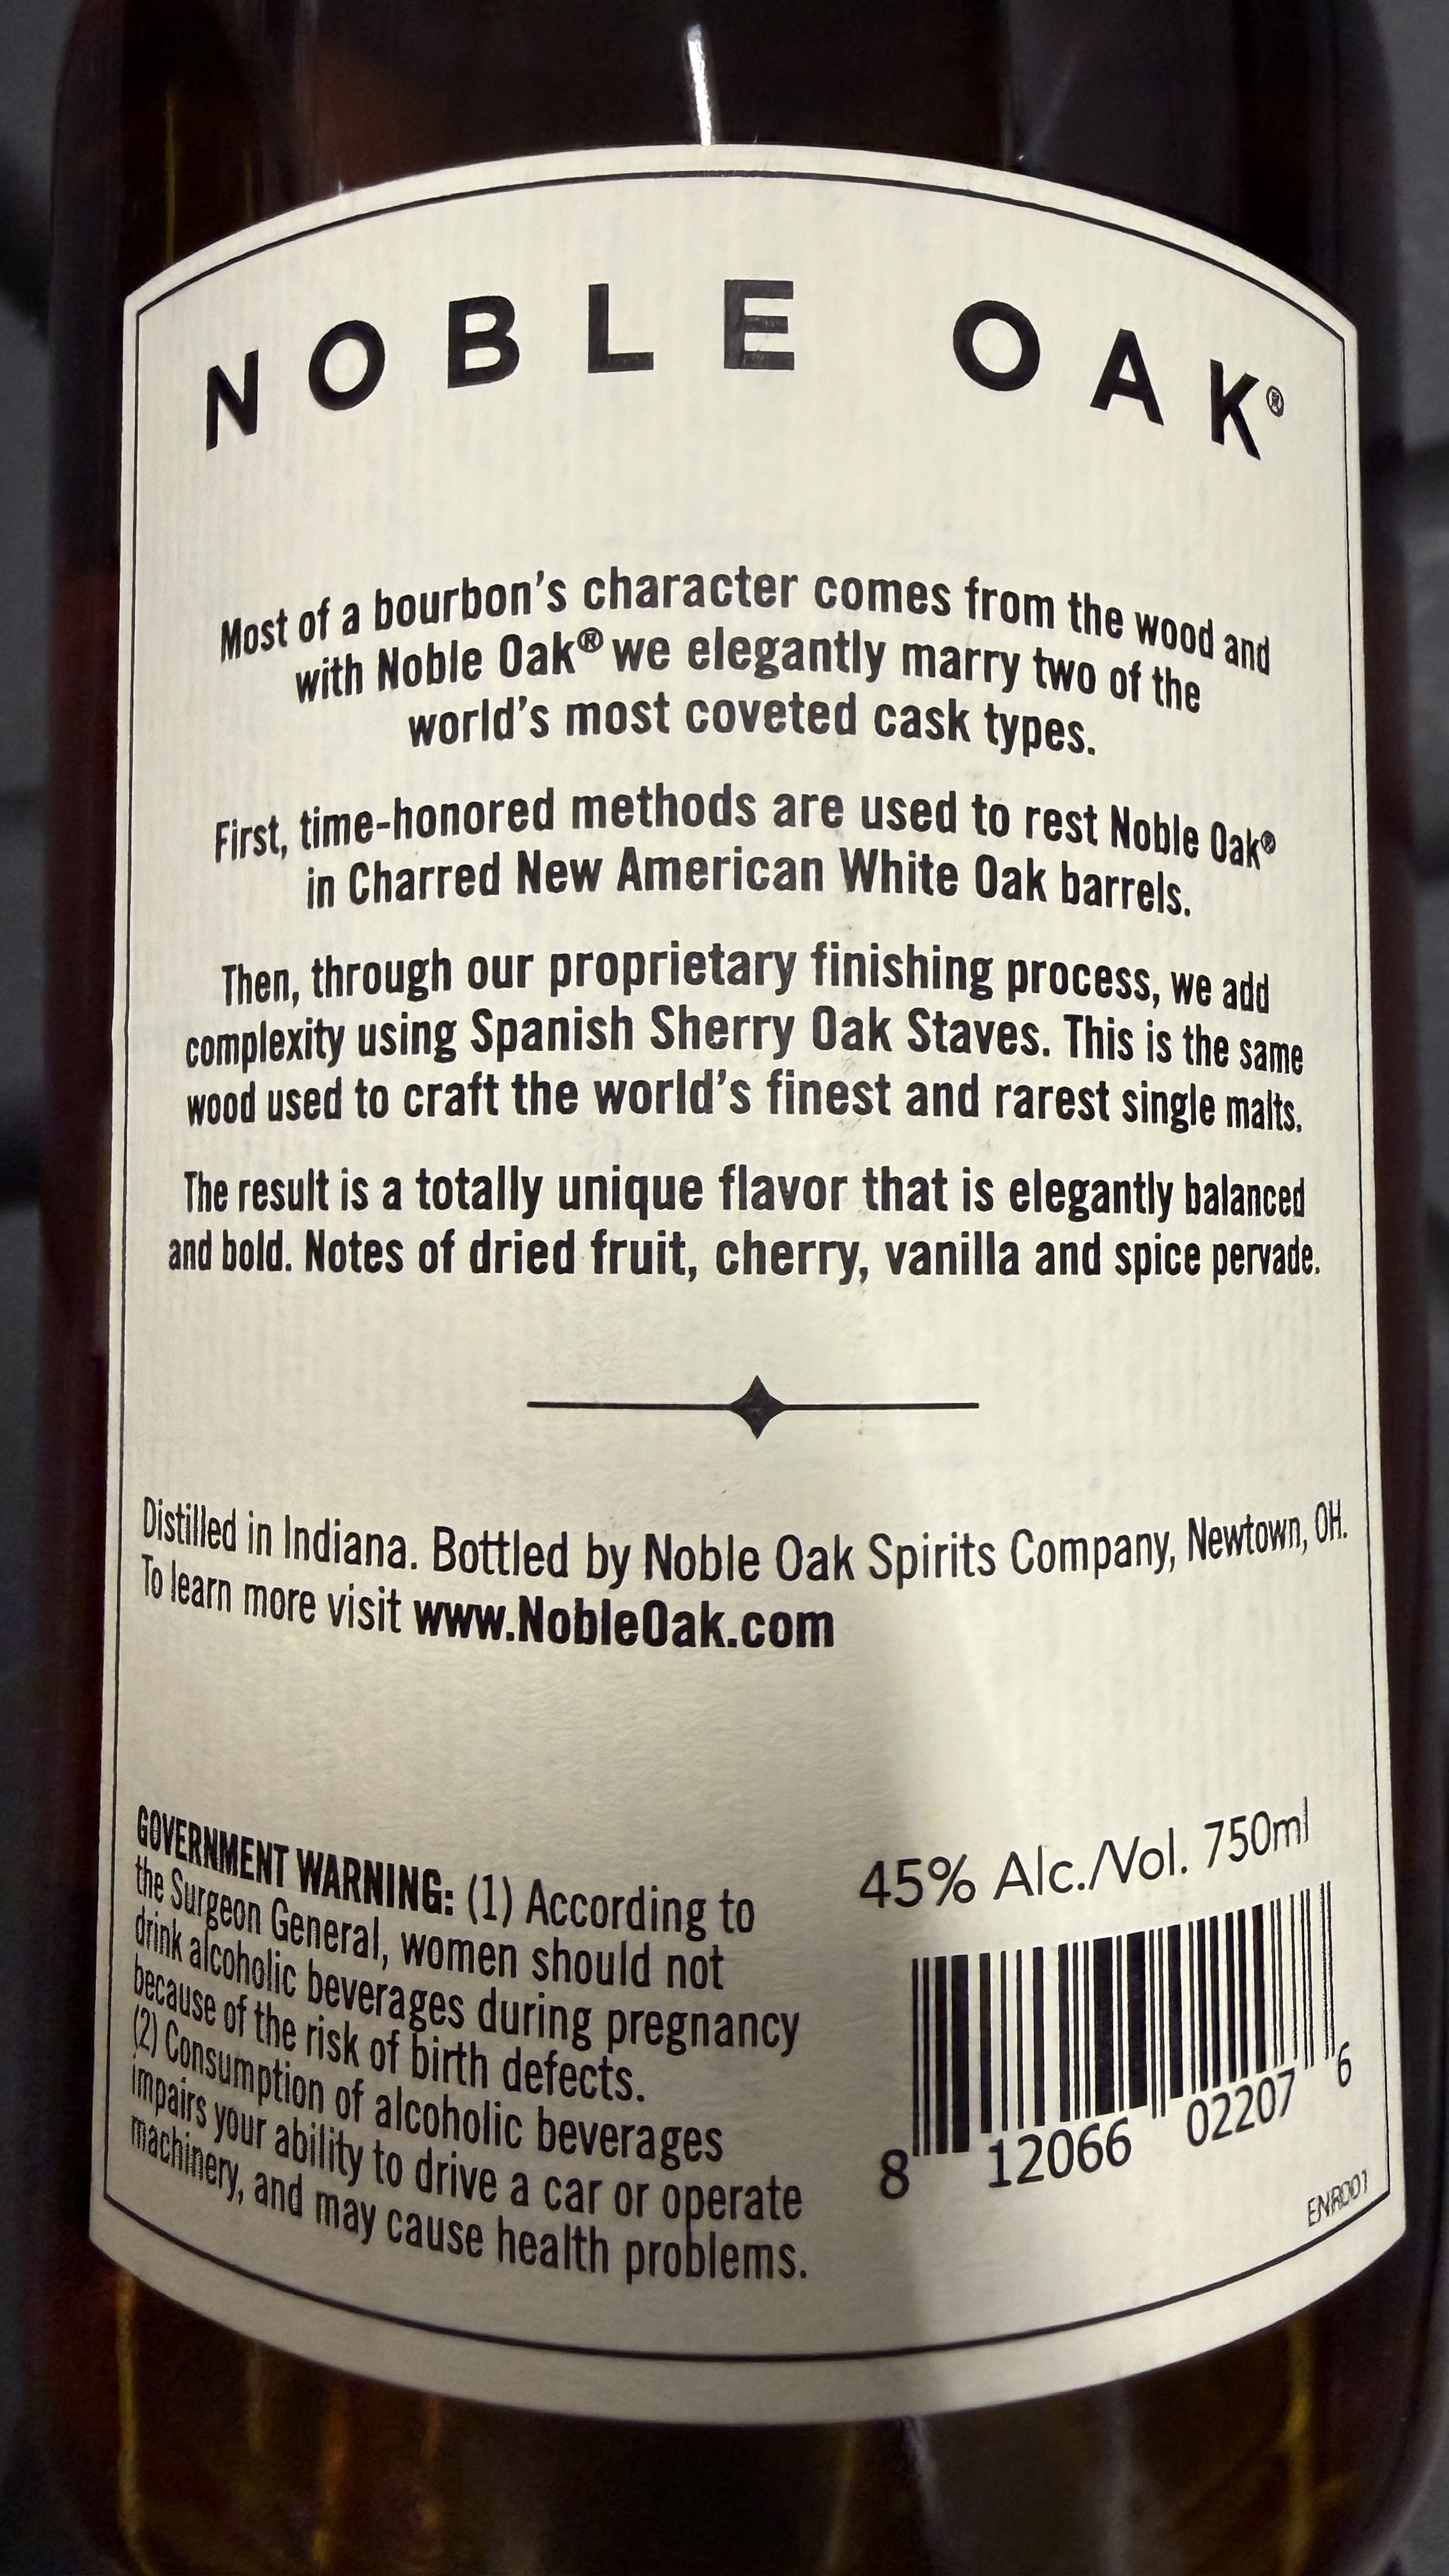 NOBLE OAK®
Most of a bourbon's character comes from the wood and
with Noble Oak® we elegantly marry two of the
world's most coveted cask types.
First, time-honored methods are used to rest Noble Oak®
in Charred New American White Oak barrels.
Then, through our proprietary finishing process, we add
complexity using Spanish Sherry Oak Staves. This is the same
wood used to craft the world's finest and rarest single malts.
The result is a totally unique flavor that is elegantly balanced
and bold. Notes of dried fruit, cherry, vanilla and spice pervade.
Distilled in Indiana. Bottled by Noble Oak Spirits Company, Newtown, OH.
To learn more visit www.NobleOak.com
GOVERNMENT WARNING: (1) According to
the Surgeon General, women should not
drink alcoholic beverages during pregnancy
because of the risk of birth defects.
(2) Consumption of alcoholic beverages
impairs your ability to drive a car or operate
machinery, and may cause health problems.
45% Alc./Vol. 750ml
8 12066 02207 6
ENR001